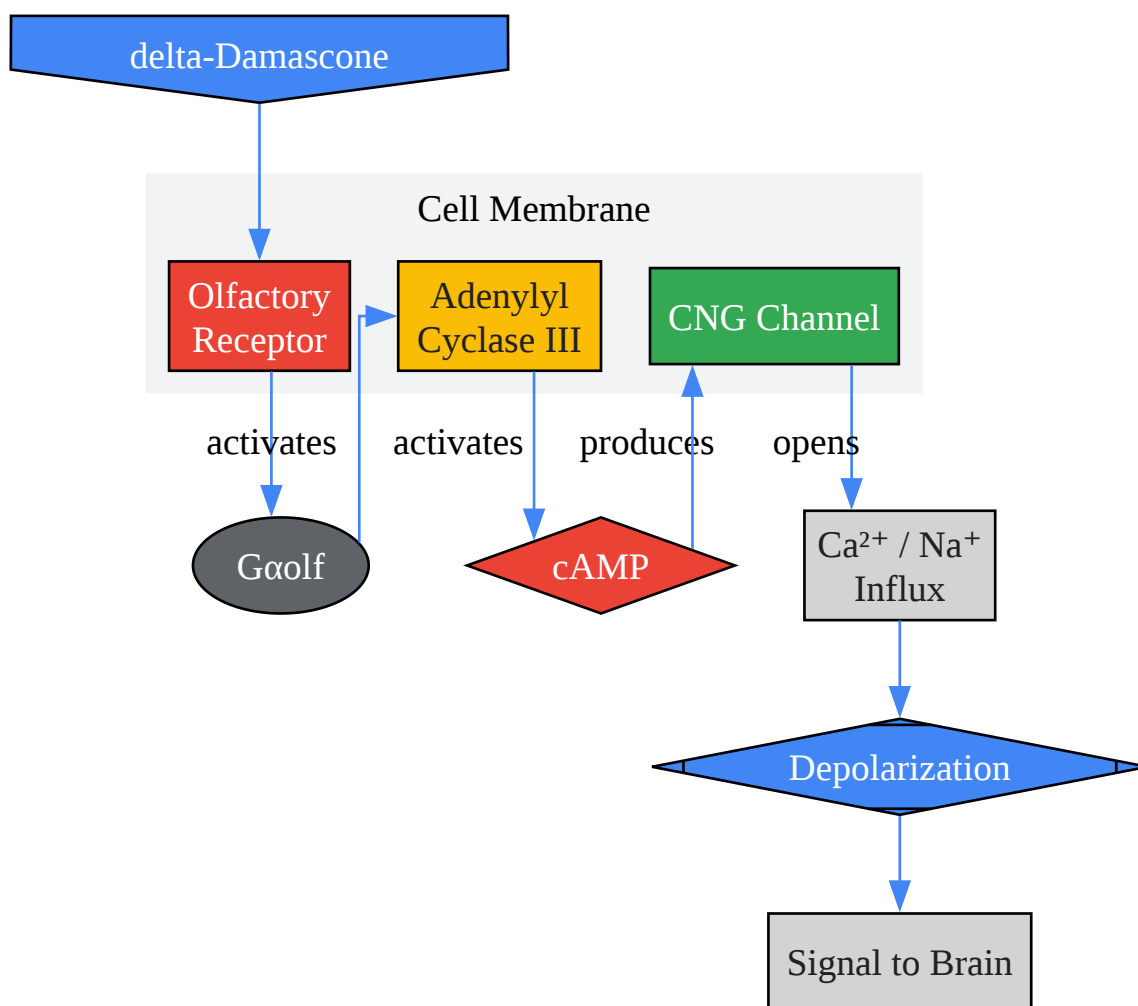 delta-Damascone
Cell Membrane
Olfactory
Receptor
Adenylyl
Cyclase III
CNG Channel
activates
activates
produces
opens
Gαolf
cAMP
Ca²⁺ / Na⁺
Influx
Depolarization
Signal to Brain